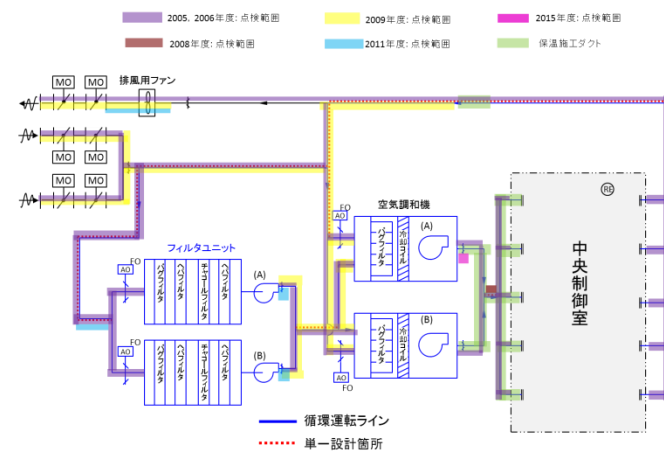 2005，2006年度：点検範囲
2009年度：点検範囲
2015年度：点検範囲
2008年度：点検範囲
2011年度：点検範囲
保温施工ダクト
MO
MO
排風用ファン
MO
MO
MO
MO
RE
中央制御室
空気調和機
FO
AO
(A)
バグフィルタ
冷却コイル
フィルタユニット
FO
AO
バグフィルタ
ヘパフィルタ
チャコールフィルタ
ヘパフィルタ
(A)
(B)
バグフィルタ
冷却コイル
AO
FO
AO
FO
バグフィルタ
ヘパフィルタ
チャコールフィルタ
ヘパフィルタ
(B)
循環運転ライン
単一設計箇所